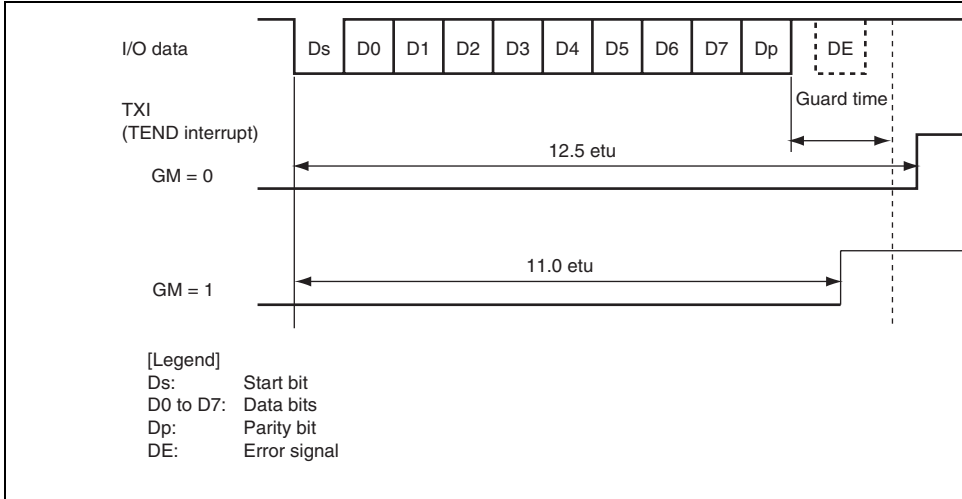 I/O data
Ds D0 D1 D2 D3 D4 D5 D6 D7 Dp DE
Guard time
TXI
(TEND interrupt)
12.5 etu
GM = 0
11.0 etu
GM = 1
[Legend]
Ds: Start bit
D0 to D7: Data bits
Dp: Parity bit
DE: Error signal